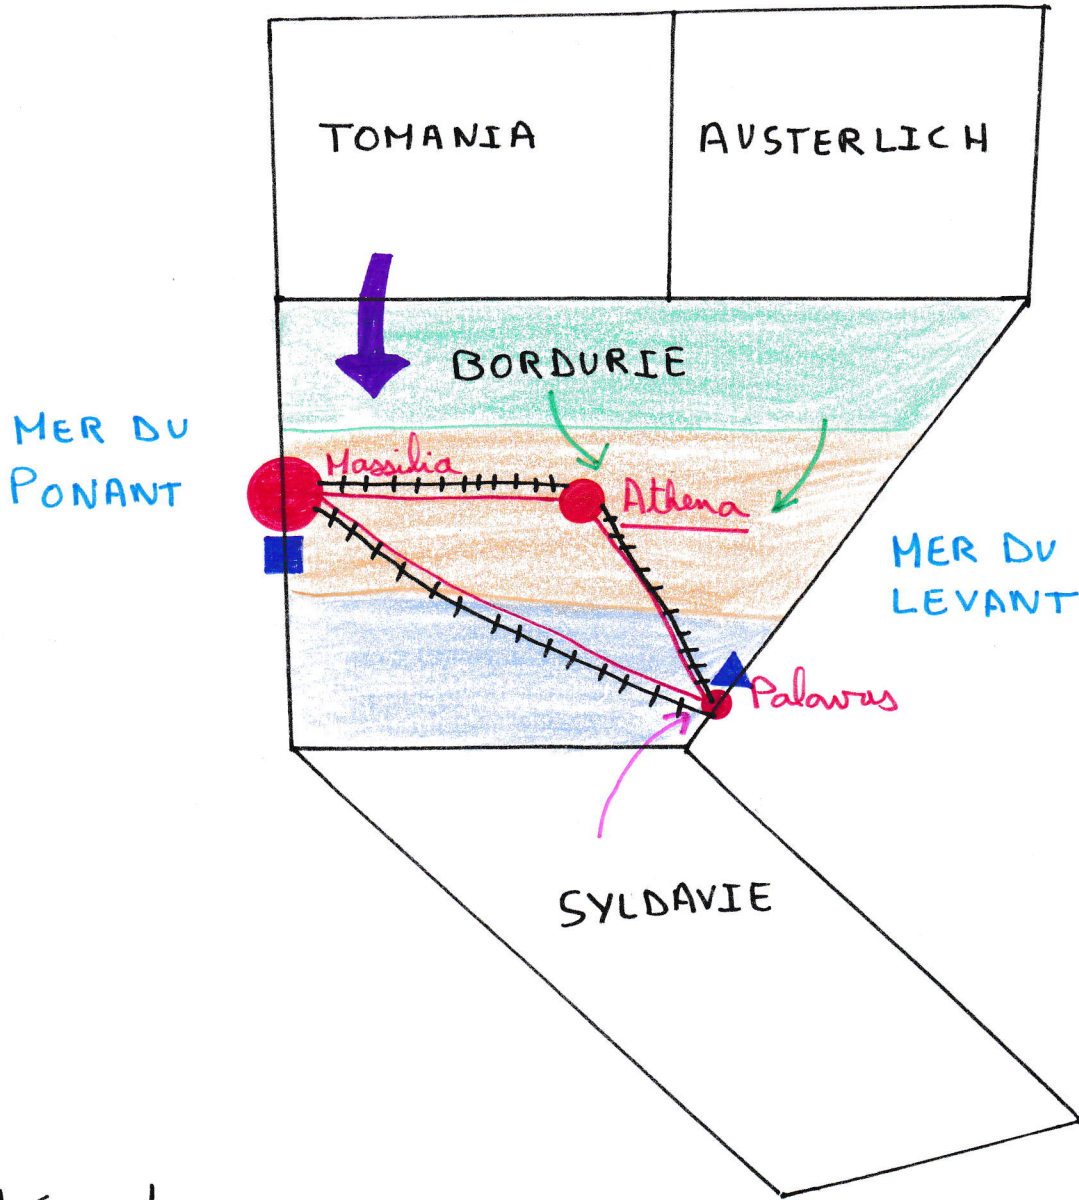 TOMANIA
AUSTERLICH
BORDURIE
MER DU
PONANT
Massilia
Athena
MER DU
LEVANT
Palavas
SYLDAVIE